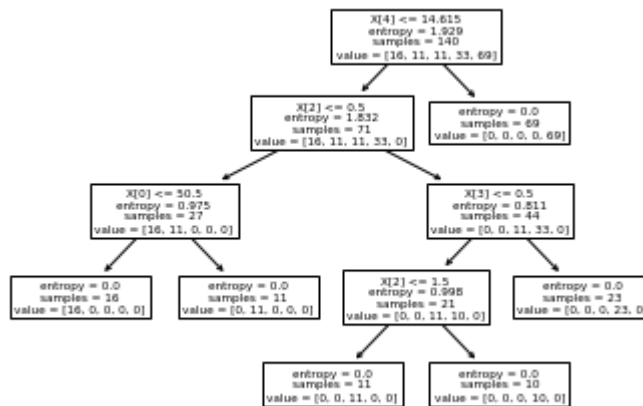 X[4] <= 14.615
entropy = 1.929
samples = 140
value = [16, 11, 11, 33, 69]
X[2] <= 0.5
entropy = 1.832
samples = 71
value = [16, 11, 11, 33, 0]
entropy = 0.0
samples = 69
value = [0, 0, 0, 0, 69]
X[0] <= 50.5
entropy = 0.975
samples = 27
value = [16, 11, 0, 0, 0]
X[3] <= 0.5
entropy = 0.811
samples = 44
value = [0, 0, 11, 33, 0]
entropy = 0.0
samples = 16
value = [16, 0, 0, 0, 0]
entropy = 0.0
samples = 11
value = [0, 11, 0, 0, 0]
X[2] <= 1.5
entropy = 0.998
samples = 21
value = [0, 0, 11, 10, 0]
entropy = 0.0
samples = 23
value = [0, 0, 0, 23, 0
entropy = 0.0
samples = 11
value = [0, 0, 11, 0, 0]
entropy = 0.0
samples = 10
value = [0, 0, 0, 10, 0]